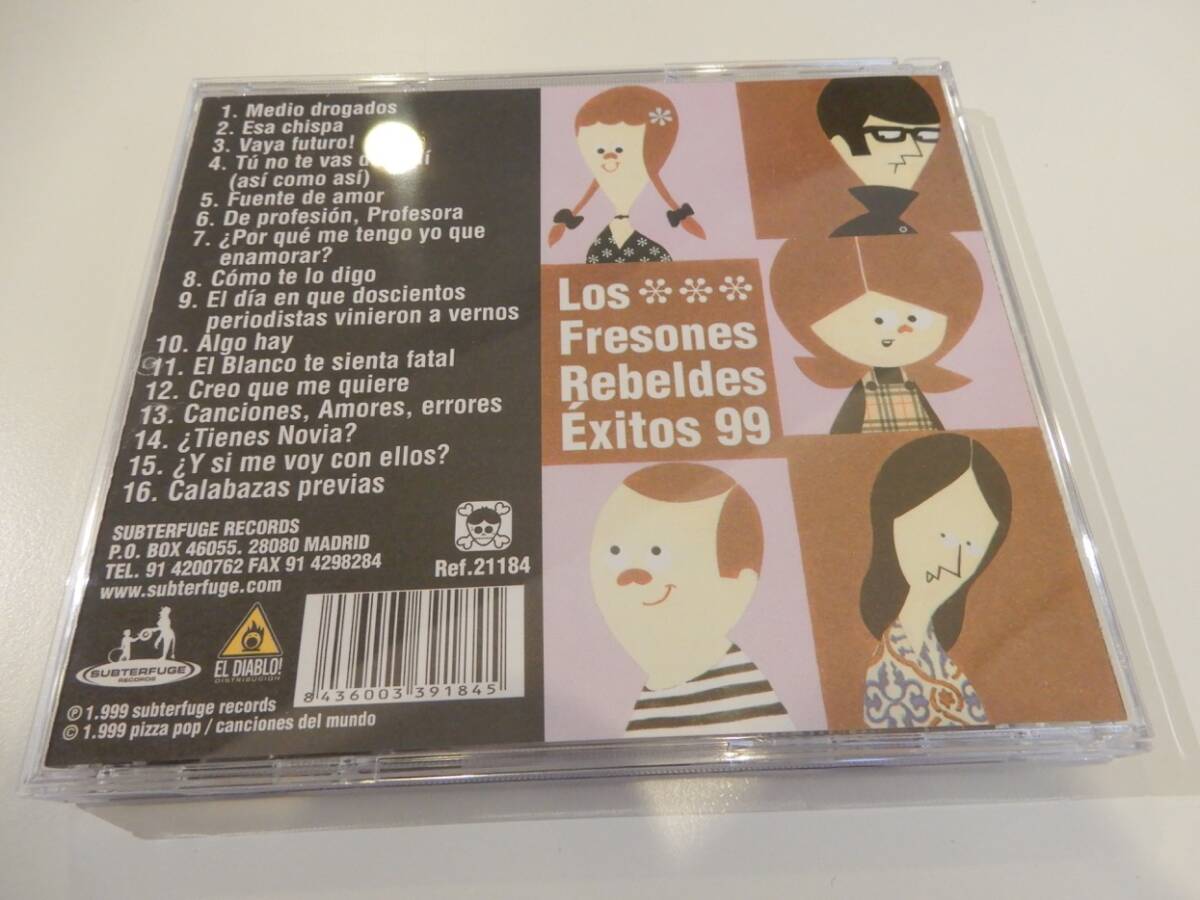 1. Medio drogados
2. Esa chispa
3. Vaya futuro!
4. Tú no te vas
(así como así)
5. Fuente de amor
6. De profesión, Profesora
7. ¿Por qué me tengo yo que
enamorar?
8. Cómo te lo digo
9. El día en que doscientos
periodistas vinieron a vernos
10. Algo hay
11. El Blanco te sienta fatal
12. Creo que me quiere
13. Canciones, Amores, errores
14. ¿Tienes Novia?
15. ¿Y si me voy con ellos?
16. Calabazas previas
SUBTERFUGE RECORDS
P.O. BOX 46055. 28080 MADRID
TEL. 91 4200762 FAX 91 4298284
www.subterfuge.com
Ref.21184
SUBTERFUGE
RECORDS
EL DIABLO!
DISTRIBUCION
8 436003 391845
℗ 1.999 subterfuge records
© 1.999 pizza pop / canciones del mundo
Los ***
Fresones
Rebeldes
Éxitos 99